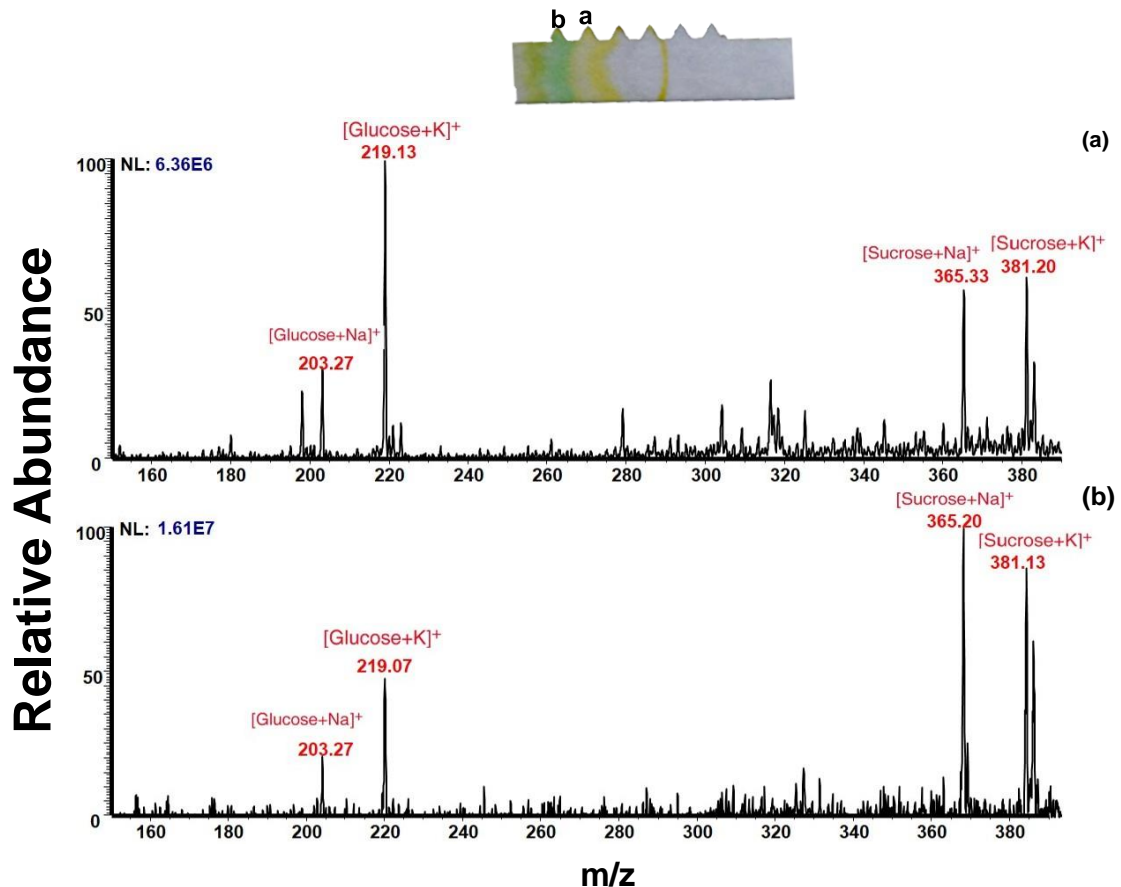 b a
(a)
[Glucose+K]⁺
219.13
100
NL: 6.36E6
[Sucrose+Na]⁺
365.33
[Sucrose+K]⁺
381.20
50
[Glucose+Na]⁺
203.27
0
160 180 200 220 240 260 280 300 320 340 360 380
(b)
[Sucrose+Na]⁺
365.20
100
NL: 1.61E7
[Sucrose+K]⁺
381.13
[Glucose+K]⁺
219.07
50
[Glucose+Na]⁺
203.27
0
160 180 200 220 240 260 280 300 320 340 360 380
Relative Abundance
m/z